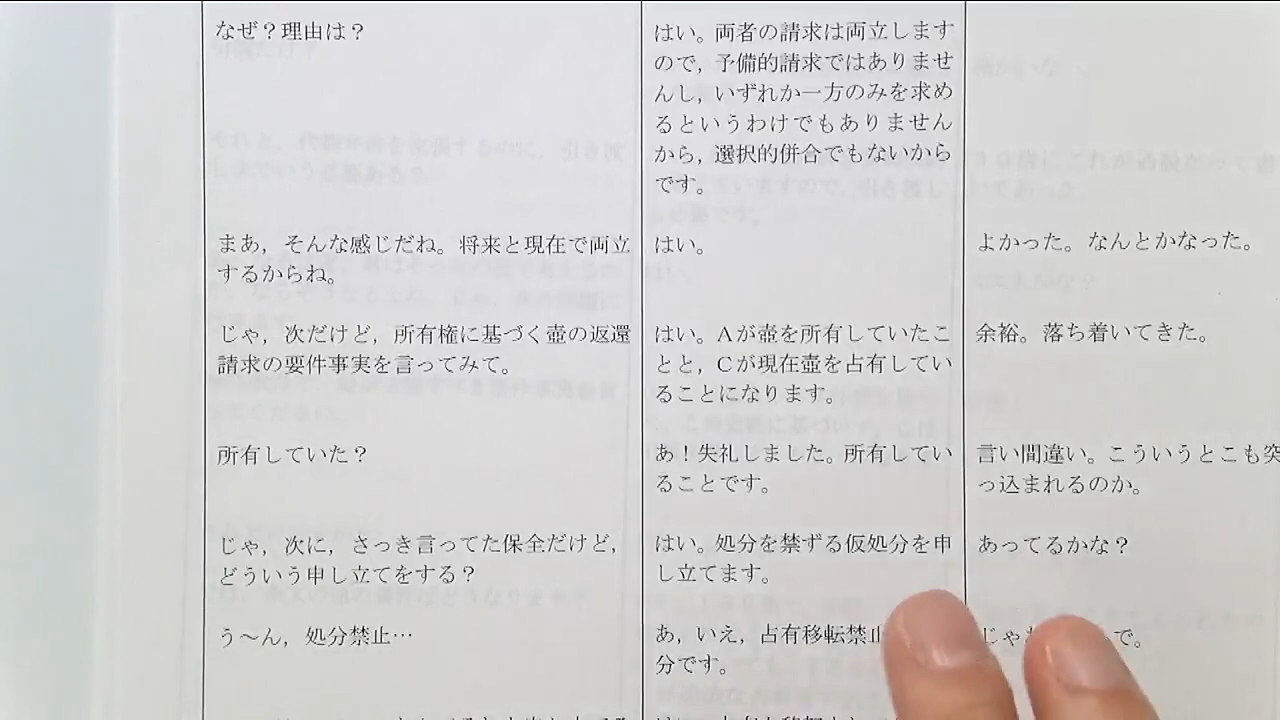 なぜ？理由は？
はい。両者の請求は両立します
ので，予備的請求ではありませ
んし，いずれか一方のみを求め
るというわけでもありません
から，選択的併合でもないから
です。
まあ，そんな感じだね。将来と現在で両立
するからね。
はい。
よかった。なんとかなった。
じゃ，次だけど，所有権に基づく壺の返還
請求の要件事実を言ってみて。
はい。Ａが壺を所有していたこ
とと，Ｃが現在壺を占有してい
ることになります。
余裕。落ち着いてきた。
所有していた？
あ！失礼しました。所有してい
ることです。
言い間違い。こういうとこも突
っ込まれるのか。
じゃ，次に，さっき言ってた保全だけど，
どういう申し立てをする？
はい。処分を禁ずる仮処分を申
し立てます。
あってるかな？
う～ん，処分禁止…
あ，いえ，占有移転禁止
分です。
じゃ
で。